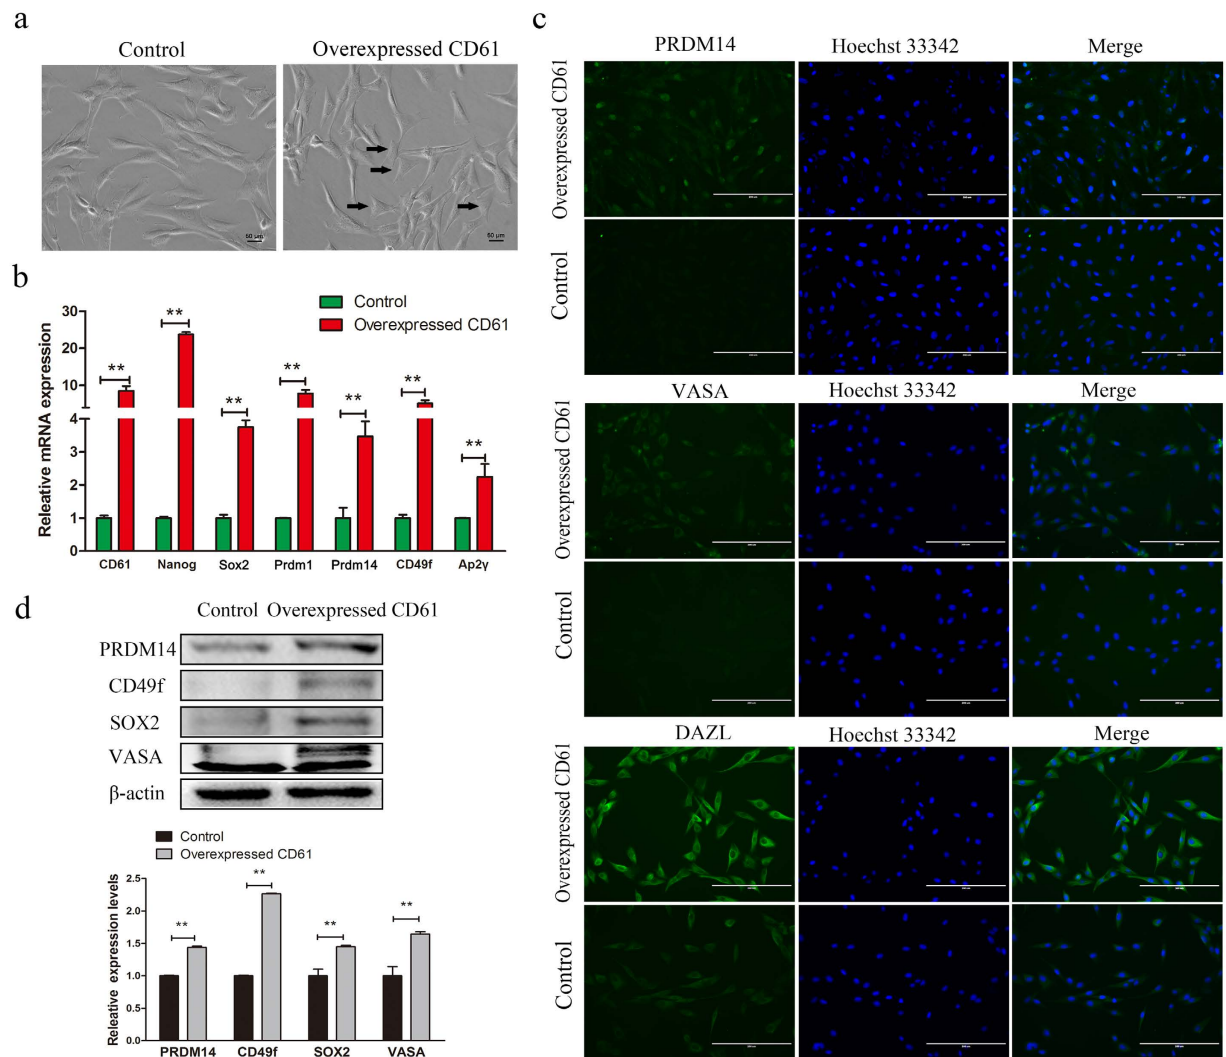 a
Control
Overexpressed CD61
50 μm
50 μm
b
Control
Overexpressed CD61
Releative mRNA expression
30
20
10
4
3
2
1
0
**
**
**
**
**
**
**
CD61
Nanog
Sox2
Prdm1
Prdm14
CD49f
Ap2γ
c
PRDM14
Hoechst 33342
Merge
Overexpressed CD61
Control
VASA
Hoechst 33342
Merge
Overexpressed CD61
Control
DAZL
Hoechst 33342
Merge
Overexpressed CD61
Control
d
Control
Overexpressed CD61
PRDM14
CD49f
SOX2
VASA
β-actin
Control
Overexpressed CD61
Releative expression levels
2.5
2.0
1.5
1.0
0.5
0.0
**
**
**
**
PRDM14
CD49f
SOX2
VASA